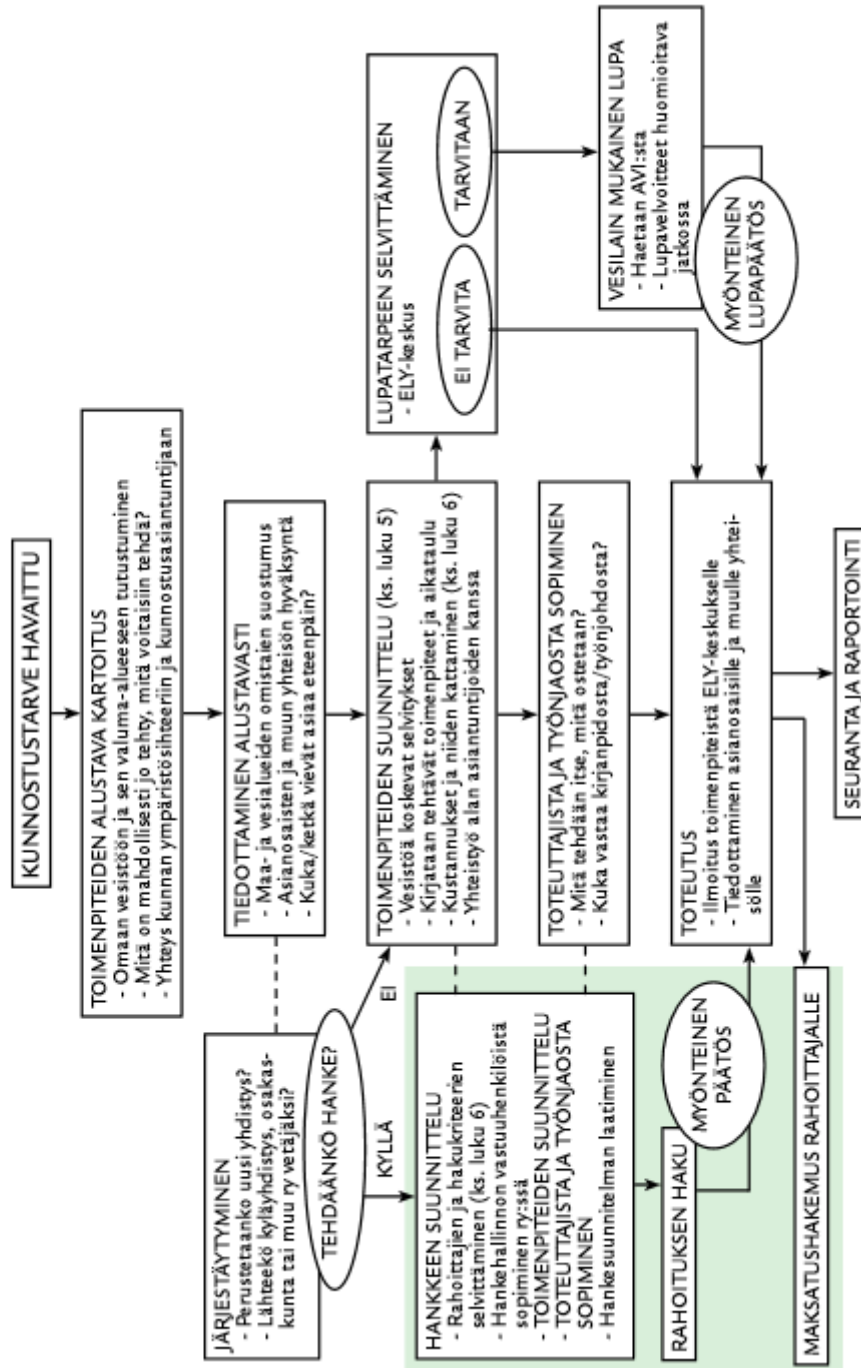 KUNNOSTUSTARVE HAVAITTU
TOIMENPITEIDEN ALUSTAVA KARTOITUS
- Omaan vesistöön ja sen valuma-alueeseen tutustuminen
- Mitä on mahdollisesti jo tehty, mitä voitaisiin tehdä?
- Yhteys kunnan ympäristösihteeriin ja kunnostusasiantuntijaan
JÄRJESTÄYTYMINEN
- Perustetaanko uusi yhdistys?
- Lähteekö kyläyhdistys, osakas-
kunta tai muu ry vetäjäksi?
TIEDOTTAMINEN ALUSTAVASTI
- Maa- ja vesialueiden omistaien suostumus
- Asianosaisten ja muun yhteisön hyväksyntä
- Kuka/ketkä vievät asiaa eteenpäin?
TEHDÄÄNKÖ HANKE?
KYLLÄ
EI
HANKKEEN SUUNNITTELU
- Rahoittajien ja hakukriteerien
selvittäminen (ks. luku 6)
- Hankehallinnon vastuuhenkilöistä
sopiminen ry:ssä
- TOIMENPITEIDEN SUUNNITTELU
- TOTEUTTAJISTA JA TYÖNJAOSTA
SOPIMINEN
- Hankesuunnitelman laatiminen
TOIMENPITEIDEN SUUNNITTELU (ks. luku 5)
- Vesistöä koskevat selvitykset
- Kirjataan tehtävät toimenpiteet ja aikataulu
- Kustannukset ja niiden kattaminen (ks. luku 6)
- Yhteistyö alan asiantuntijoiden kanssa
LUPATARPEEN SELVITTÄMINEN
- ELY-keskus
EI TARVITA
TARVITAAN
TOTEUTTAJISTA JA TYÖNJAOSTA SOPIMINEN
- Mitä tehdään itse, mitä ostetaan?
- Kuka vastaa kirjanpidosta/työnjohdosta?
VESILAIN MUKAINEN LUPA
- Haetaan AVI:sta
- Lupavelvoitteet huomioitava
jatkossa
MYÖNTEINEN
LUPAPÄÄTÖS
RAHOITUKSEN HAKU
MYÖNTEINEN
PÄÄTÖS
TOTEUTUS
- Ilmoitus toimenpiteistä ELY-keskukselle
- Tiedottaminen asianosaisille ja muulle yhtei-
sölle
MAKSATUSHAKEMUS RAHOITTAJALLE
SEURANTA JA RAPORTOINTI